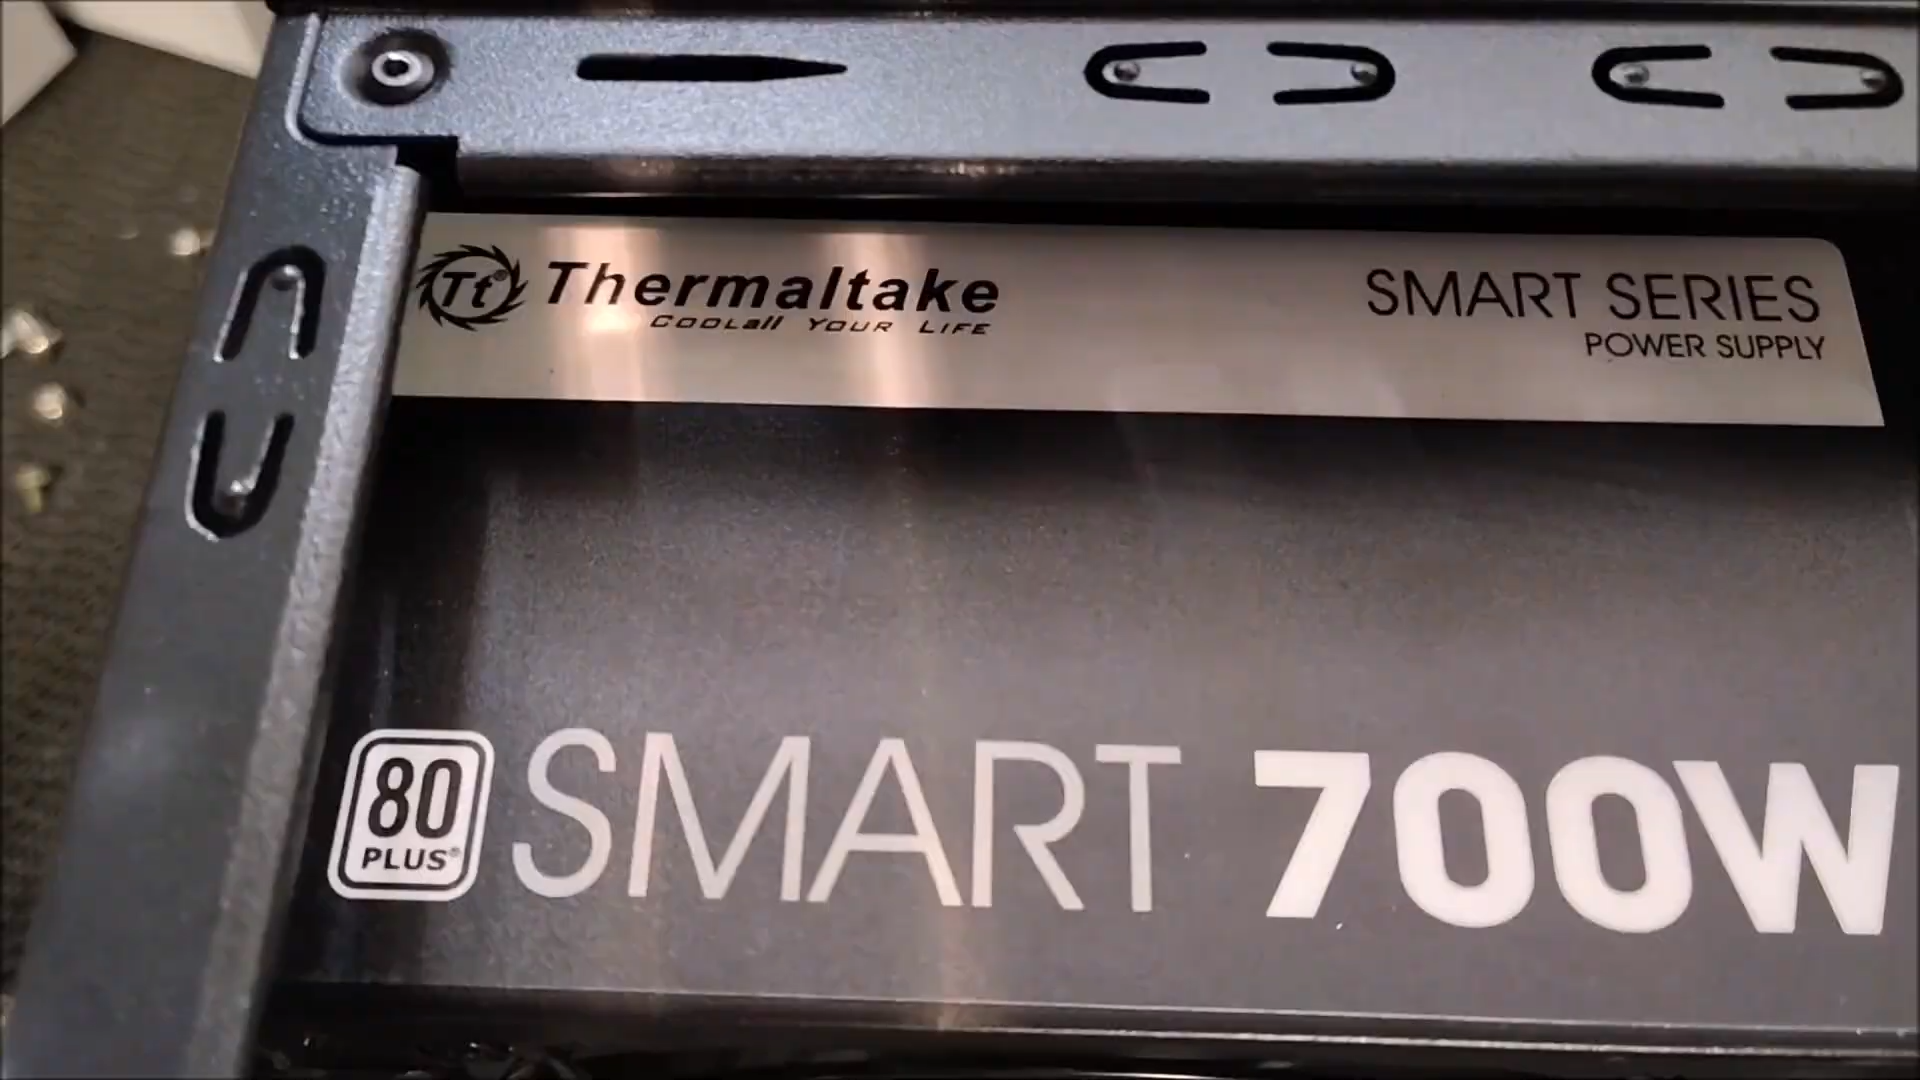 Tt® Thermaltake
COOLall YOUR LIFE
SMART SERIES
POWER SUPPLY
80
PLUS®
SMART 700W